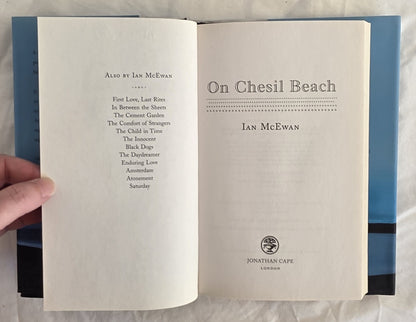 Also by Ian McEwan
First Love, Last Rites
In Between the Sheets
The Cement Garden
The Comfort of Strangers
The Child in Time
The Innocent
Black Dogs
The Daydreamer
Enduring Love
Amsterdam
Atonement
Saturday
On Chesil Beach
Ian McEwan
JONATHAN CAPE
LONDON